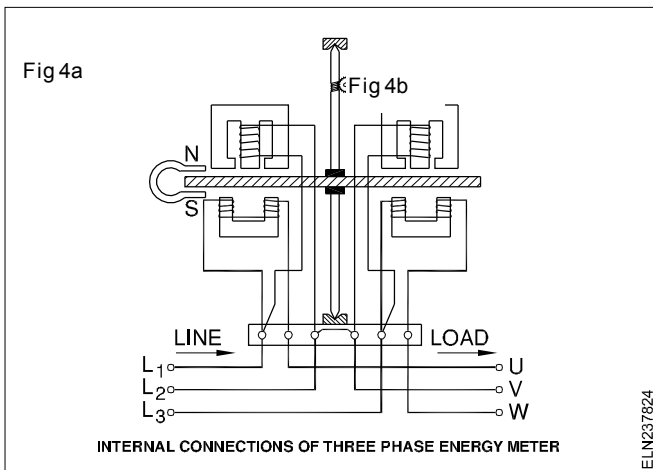 Fig 4a
Fig 4b
N
S
LINE
LOAD
L1
U
L2
V
L3
W
INTERNAL CONNECTIONS OF THREE PHASE ENERGY METER
ELN237824